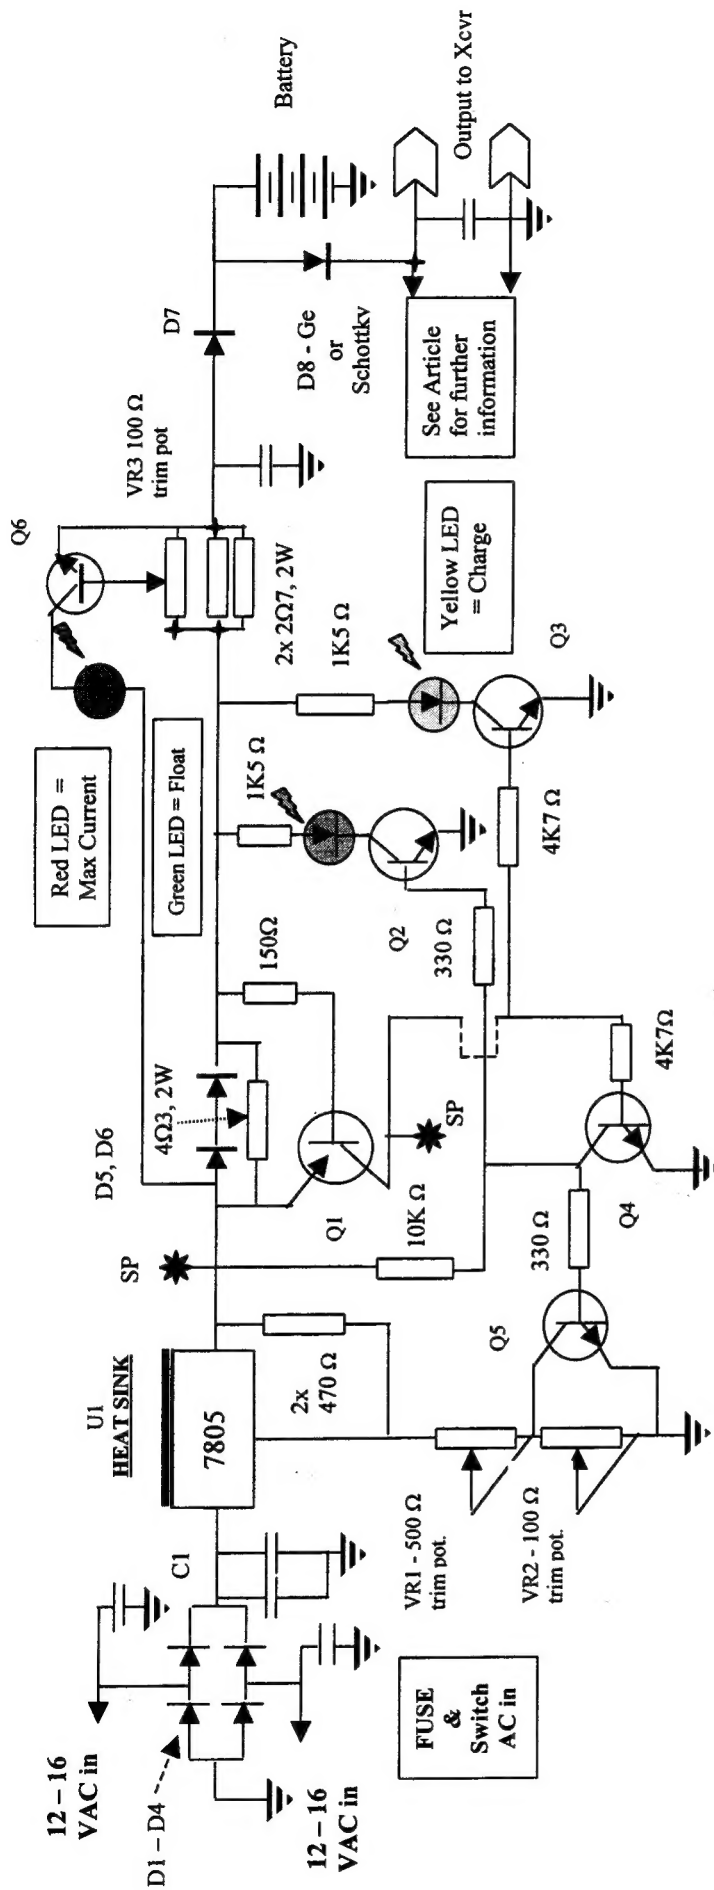 12 – 16
VAC in
D1 – D4
12 – 16
VAC in
FUSE
&
Switch
AC in
C1
U1
HEAT SINK
7805
2x
470 Ω
VR1 - 500 Ω
trim pot.
VR2 - 100 Ω
trim pot.
SP
Q5
330 Ω
Q4
4K7Ω
10K Ω
Q1
SP
D5, D6
4Ω3, 2W
150Ω
Q2
330 Ω
Red LED =
Max Current
Green LED = Float
1K5 Ω
4K7 Ω
Q3
1K5 Ω
2x 2Ω7, 2W
Yellow LED
= Charge
Q6
VR3 100 Ω
trim pot
D7
D8 - Ge
or
Schottkv
See Article
for further
information
Battery
Output to Xcvr